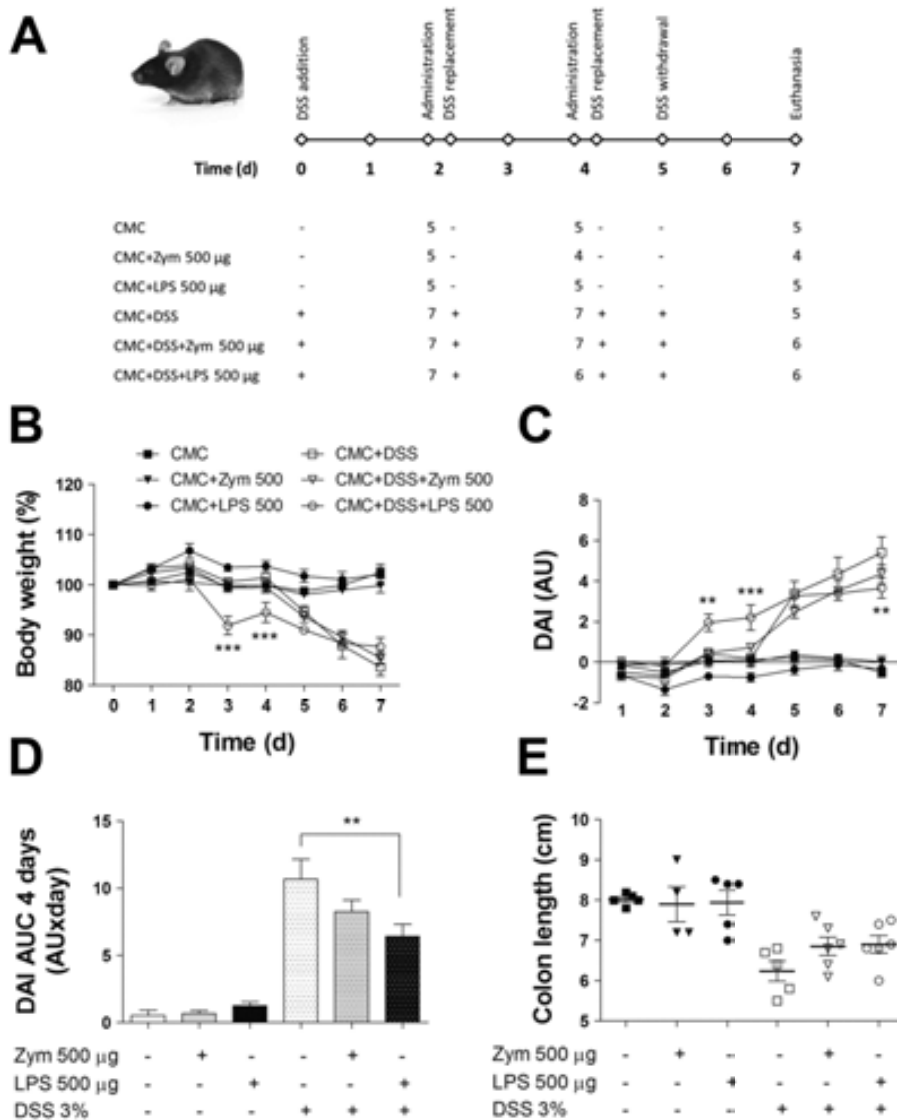 A
DSS addition
Administration
DSS replacement
Administration
DSS replacement
DSS withdrawal
Euthanasia
Time (d) 0 1 2 3 4 5 6 7
CMC - 5 - 5 - - 5
CMC+Zym 500 µg - 5 - 4 - - 4
CMC+LPS 500 µg - 5 - 5 - - 5
CMC+DSS + 7 + 7 + + 5
CMC+DSS+Zym 500 µg + 7 + 7 + + 6
CMC+DSS+LPS 500 µg + 7 + 6 + + 6
B
CMC
CMC+Zym 500
CMC+LPS 500
CMC+DSS
CMC+DSS+Zym 500
CMC+DSS+LPS 500
Body weight (%)
120
110
100
90
80
*** ***
0 1 2 3 4 5 6 7
Time (d)
C
DAI (AU)
8
6
4
2
0
-2
** *** **
1 2 3 4 5 6 7
Time (d)
D
DAI AUC 4 days
(AUxday)
15
10
5
0
**
Zym 500 µg - + - - + -
LPS 500 µg - - + - - +
DSS 3% - - - + + +
E
Colon length (cm)
10
9
8
7
6
5
Zym 500 µg - + - - + -
LPS 500 µg - - + - - +
DSS 3% - - - + + +